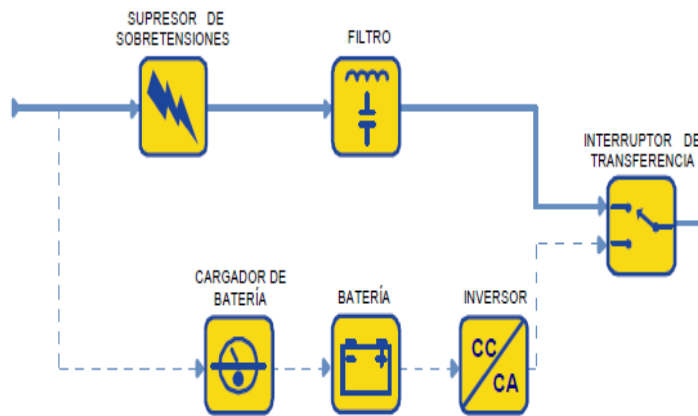 SUPRESOR DE
SOBRETENSIONES
FILTRO
INTERRUPTOR DE
TRANSFERENCIA
CARGADOR DE
BATERÍA
BATERÍA
INVERSOR
CC
CA